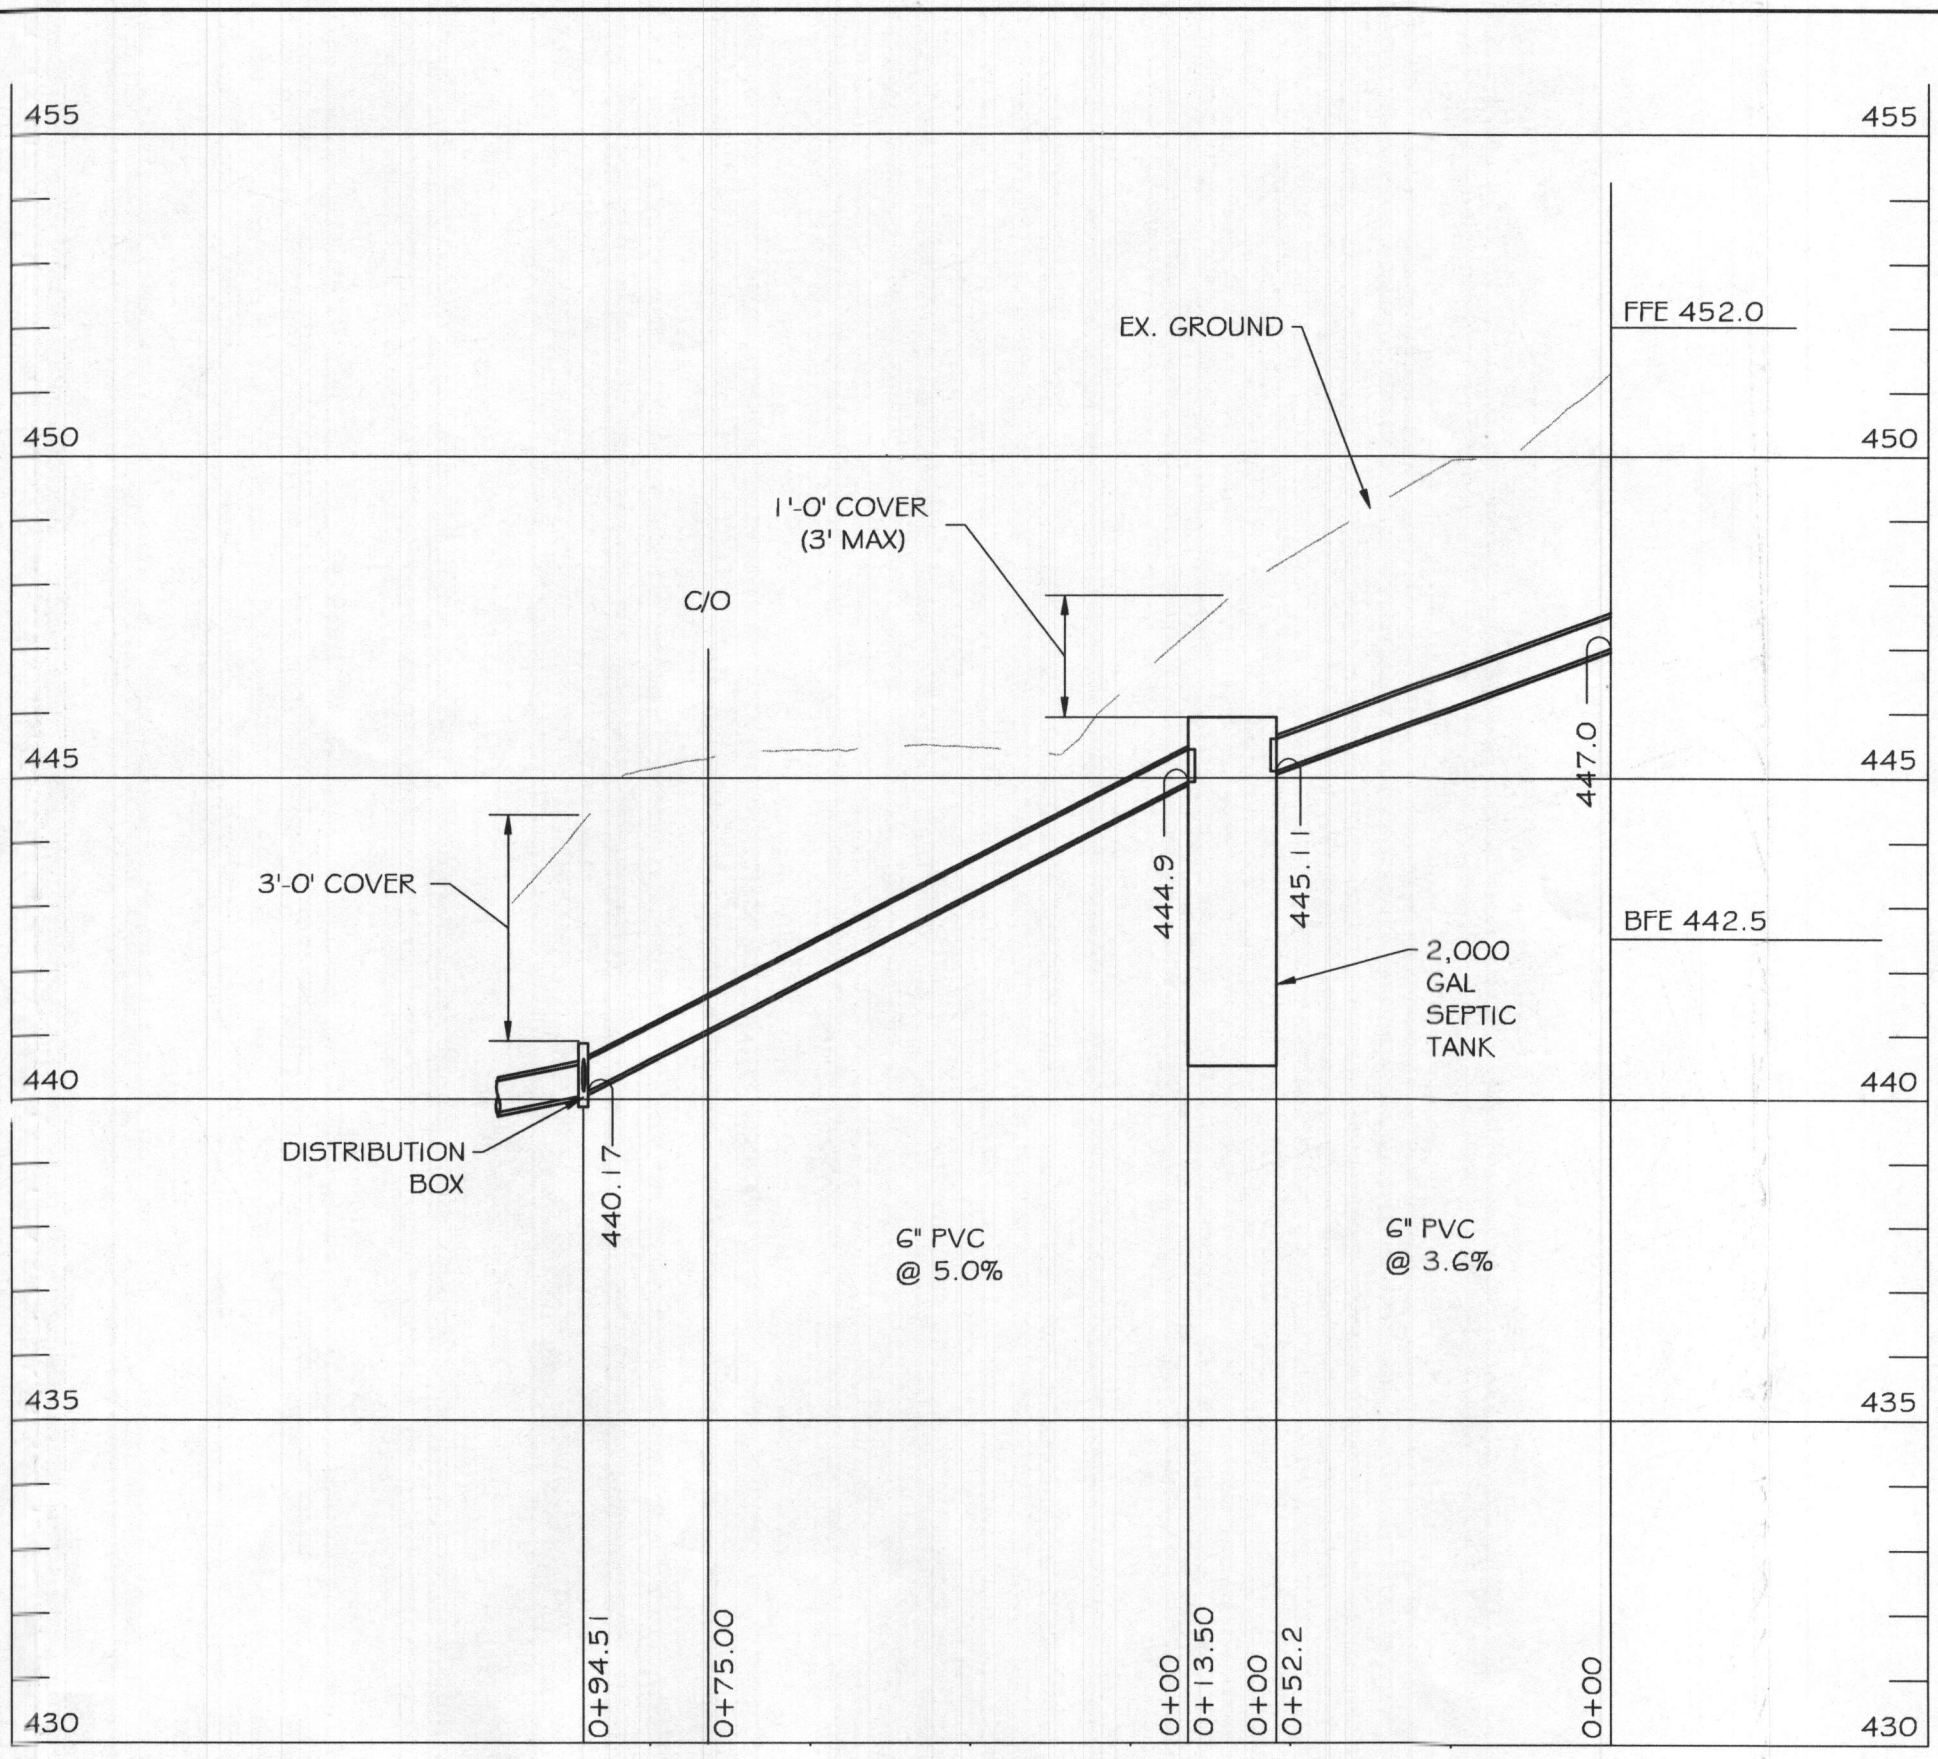 455
455
FFE 452.0
EX. GROUND
450
450
1'-0' COVER
(3' MAX)
C/O
445
445
447.0
444.9
445.11
3'-0' COVER
BFE 442.5
2,000
GAL
SEPTIC
TANK
440
440
DISTRIBUTION
BOX
440.17
6" PVC
@ 5.0%
6" PVC
@ 3.6%
435
435
0+94.51
0+75.00
0+00
0+13.50
0+00
0+52.2
0+00
430
430